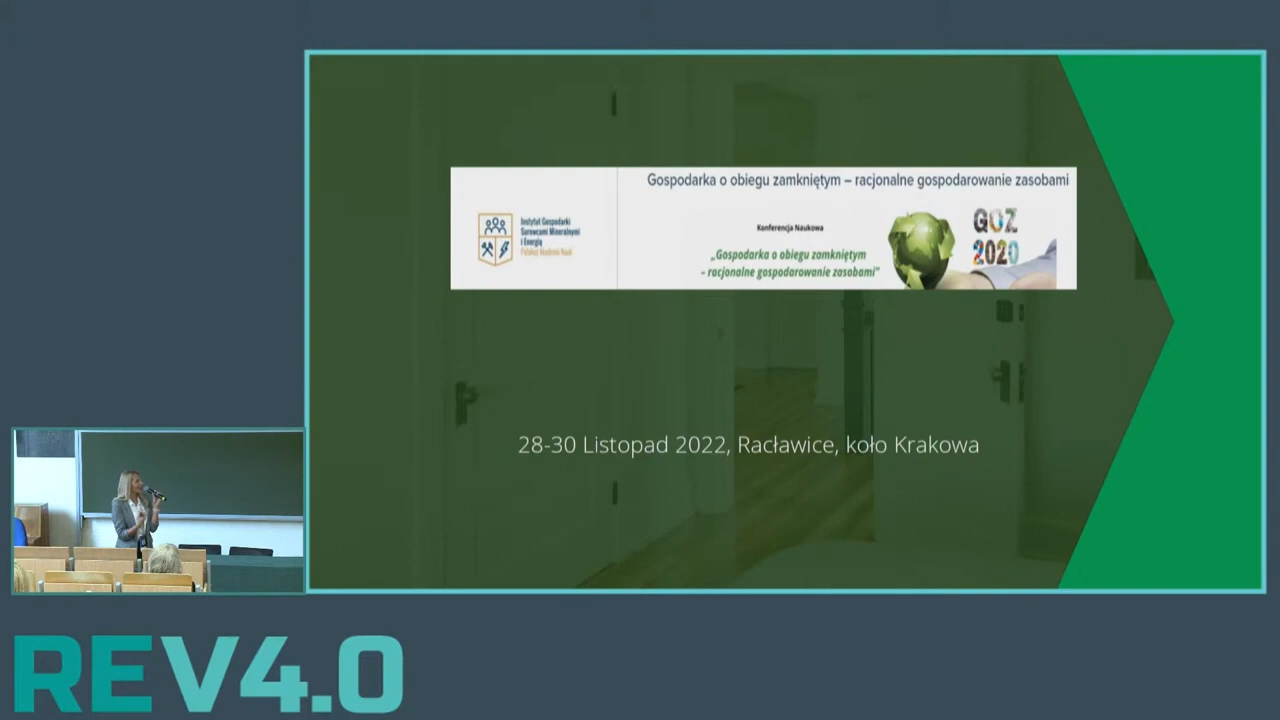 Gospodarka o obiegu zamkniętym – racjonalne gospodarowanie zasobami
Instytut Gospodarki
Surowcami Mineralnymi
i Energią
Polskiej Akademii Nauk
Konferencja Naukowa
„Gospodarka o obiegu zamkniętym
– racjonalne gospodarowanie zasobami”
GOZ
2020
28-30 Listopad 2022, Racławice, koło Krakowa
REV4.0